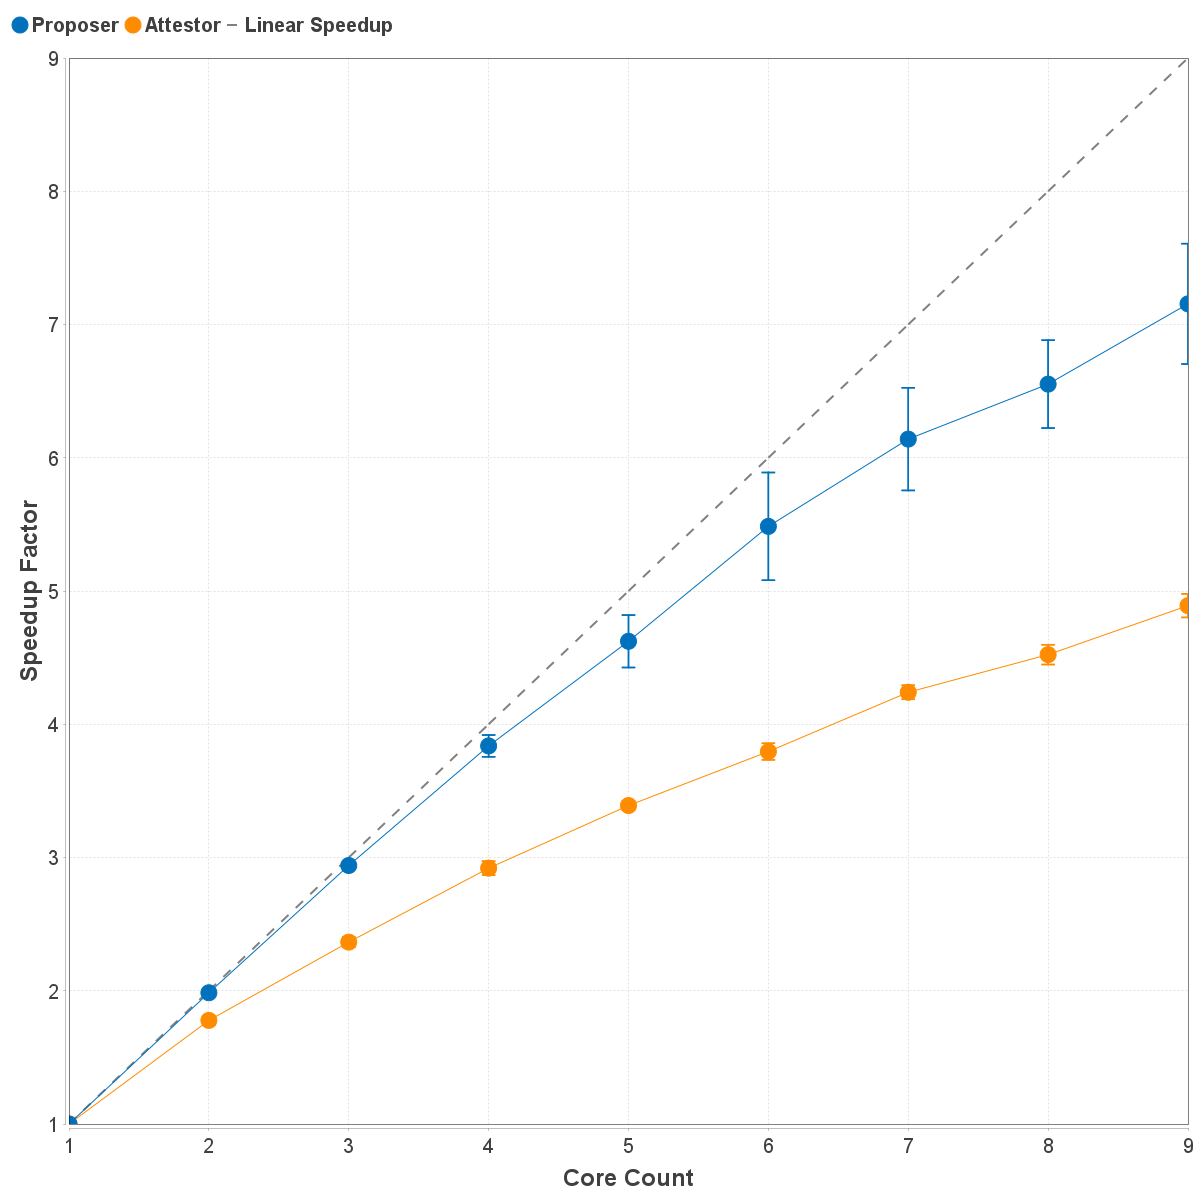 Proposer Attestor – Linear Speedup
9
8
7
6
5
4
3
2
1
Speedup Factor
1 2 3 4 5 6 7 8 9
Core Count